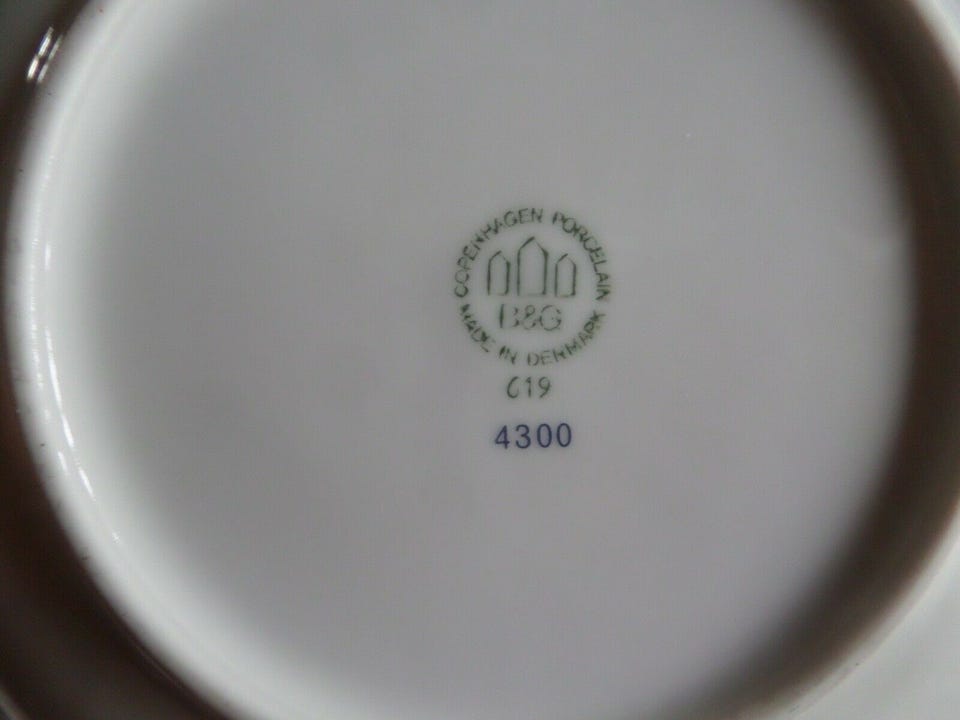 COPENHAGEN PORCELAIN
B&G
MADE IN DENMARK
619
4300